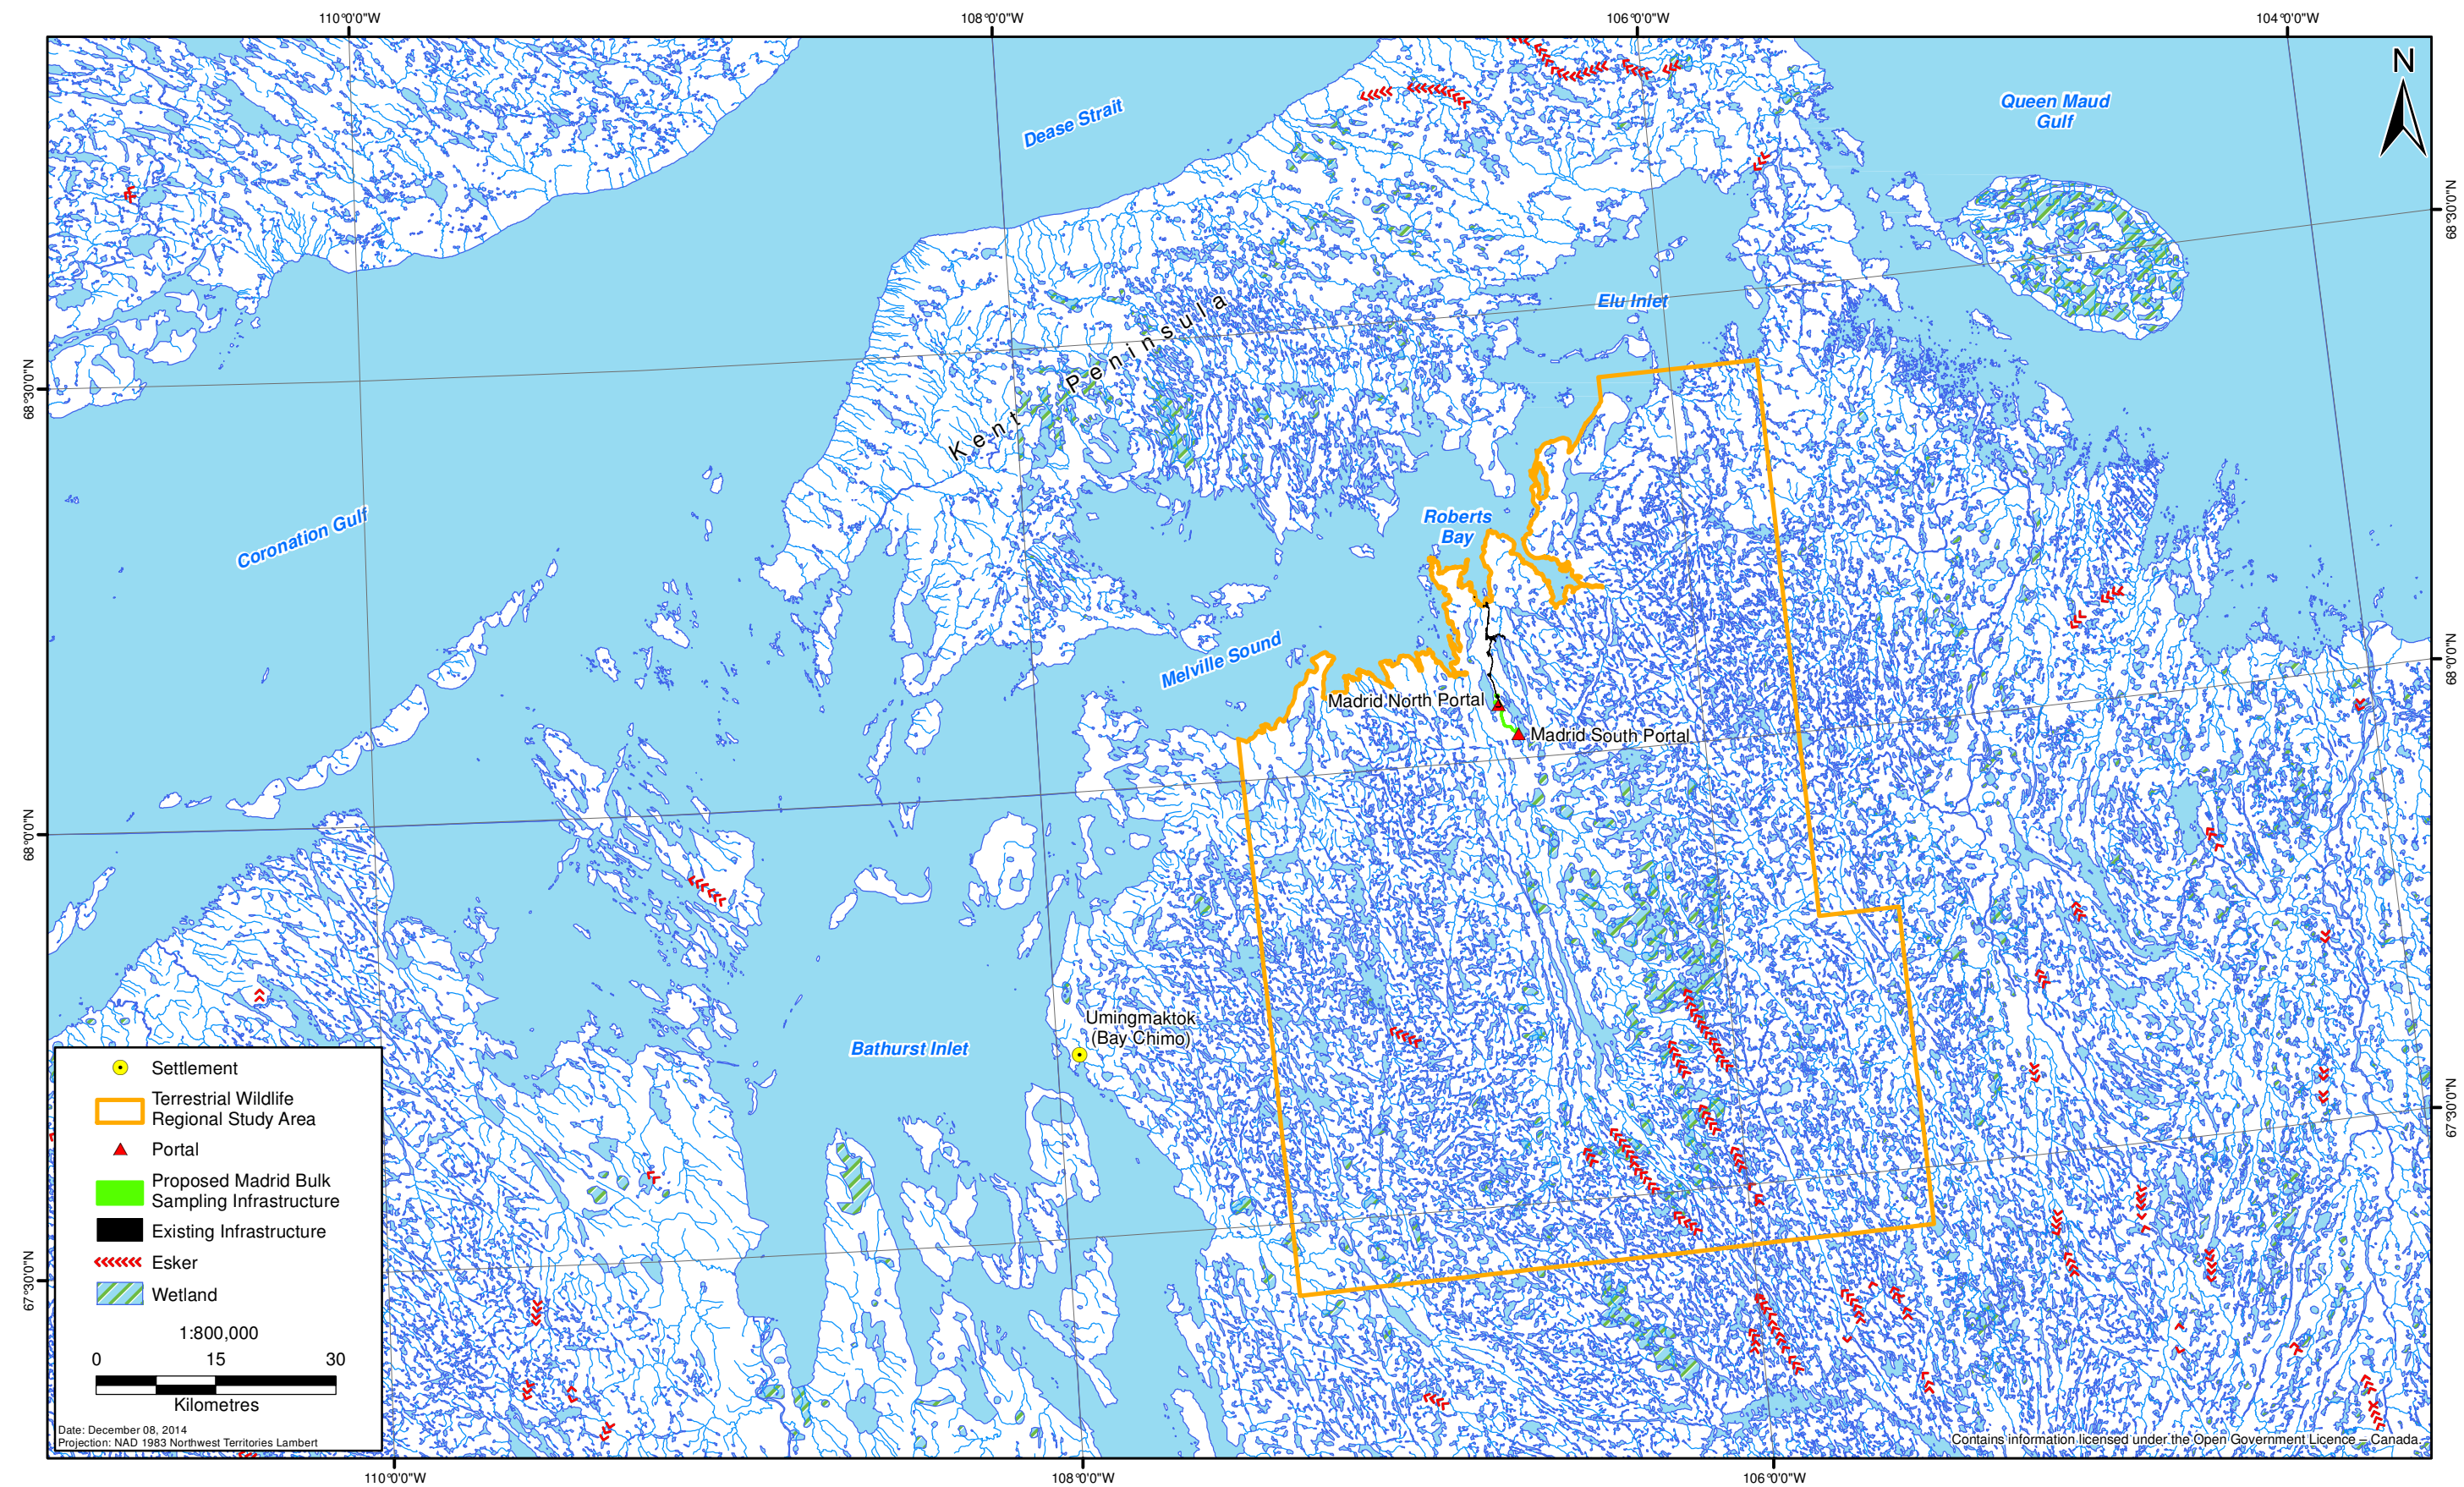 110°0'0"W
108°0'0"W
106°0'0"W
104°0'0"W
N
Dease Strait
Queen Maud
Gulf
68°30'0"N
Elu Inlet
Kent Peninsula
68°30'0"N
Coronation Gulf
Roberts
Bay
Melville Sound
68°0'0"N
Madrid North Portal
Madrid South Portal
68°0'0"N
Umingmaktok
(Bay Chimo)
Bathurst Inlet
67°30'0"N
67°30'0"N
Settlement
Terrestrial Wildlife
Regional Study Area
Portal
Proposed Madrid Bulk
Sampling Infrastructure
Existing Infrastructure
Esker
Wetland
1:800,000
0 15 30
Kilometres
Date: December 08, 2014
Projection: NAD 1983 Northwest Territories Lambert
Contains information licensed under the Open Government Licence – Canada.
110°0'0"W
108°0'0"W
106°0'0"W